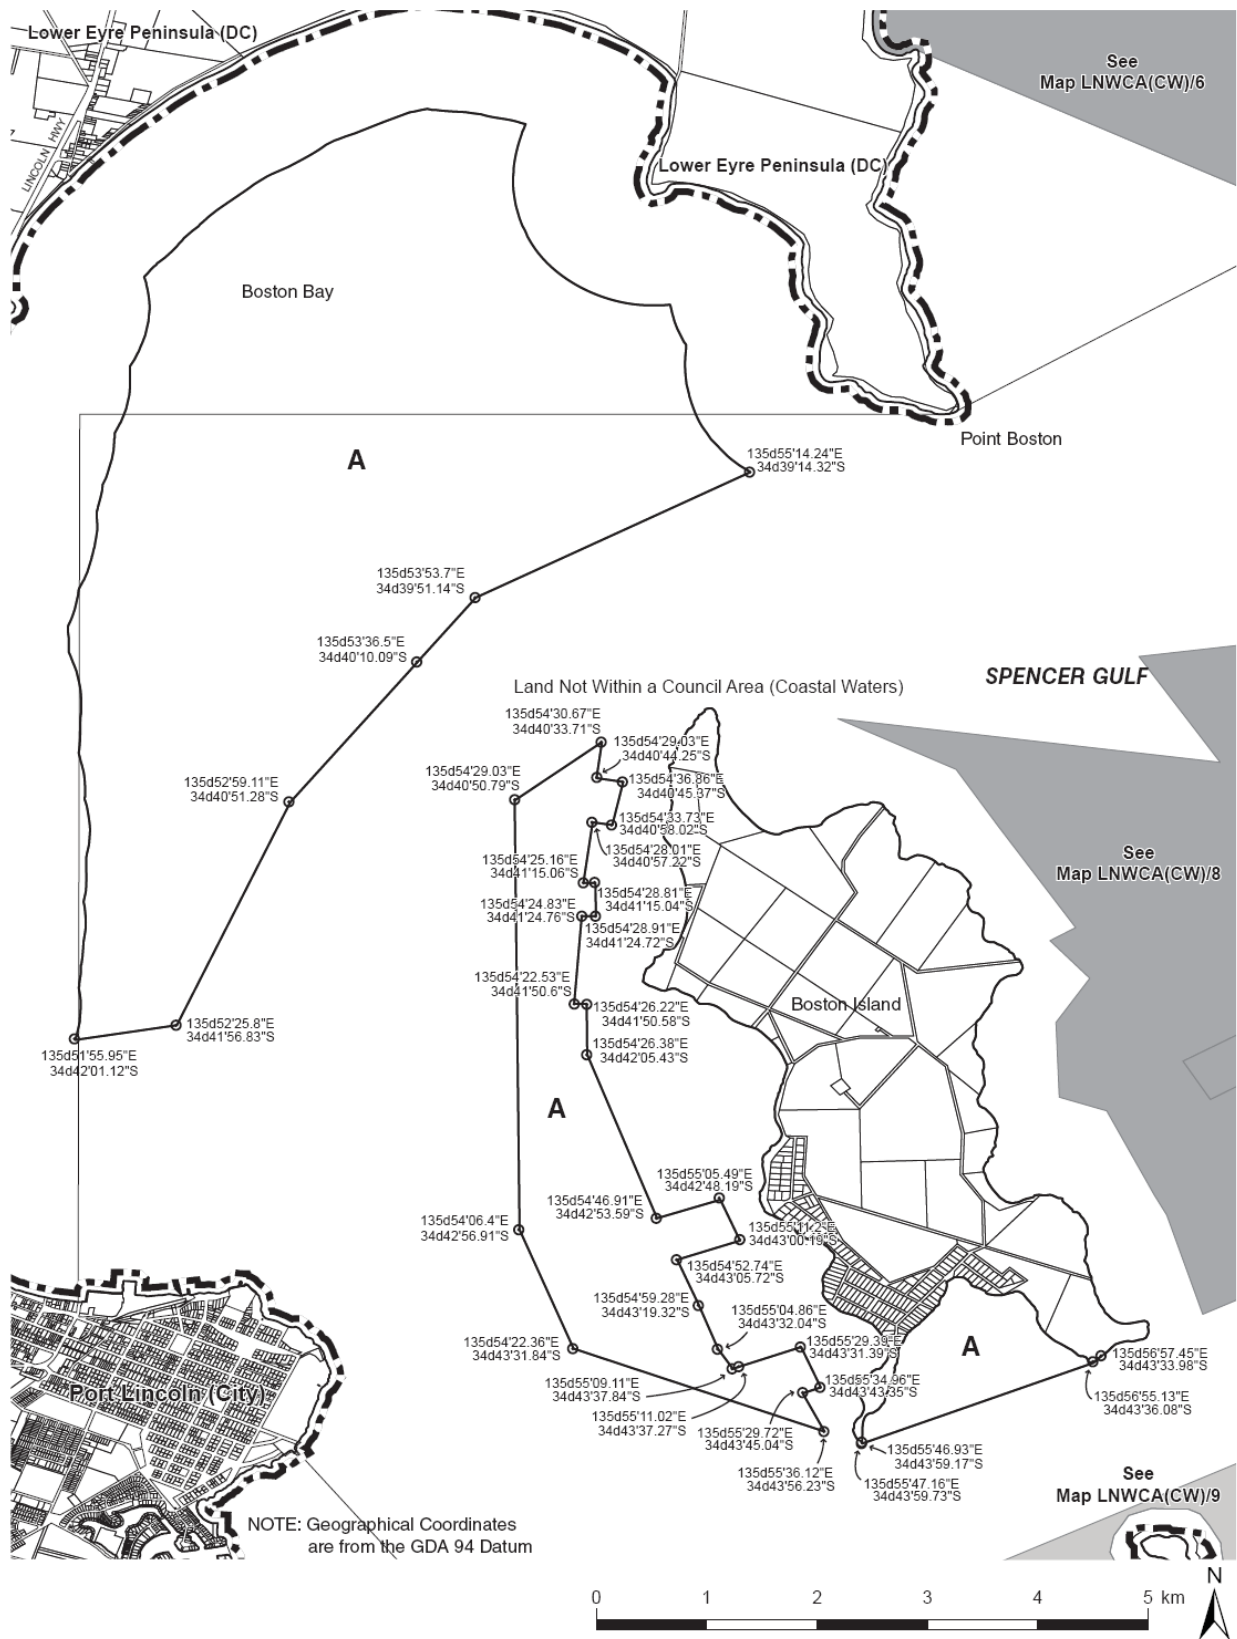 Lower Eyre Peninsula (DC)
See
Map LNWCA(CW)/6
LINCOLN HWY
Lower Eyre Peninsula (DC)
Boston Bay
Point Boston
A
135d55'14.24"E
34d39'14.32"S
135d53'53.7"E
34d39'51.14"S
135d53'36.5"E
34d40'10.09"S
SPENCER GULF
Land Not Within a Council Area (Coastal Waters)
135d54'30.67"E
34d40'33.71"S
135d54'29.03"E
34d40'44.25"S
135d54'29.03"E
34d40'50.79"S
135d54'36.86"E
34d40'45.37"S
135d52'59.11"E
34d40'51.28"S
135d54'33.73"E
34d40'58.02"S
135d54'28.01"E
34d40'57.22"S
See
Map LNWCA(CW)/8
135d54'25.16"E
34d41'15.06"S
135d54'28.81"E
34d41'15.04"S
135d54'24.83"E
34d41'24.76"S
135d54'28.91"E
34d41'24.72"S
135d54'22.53"E
34d41'50.6"S
Boston Island
135d54'26.22"E
34d41'50.58"S
135d52'25.8"E
34d41'56.83"S
135d51'55.95"E
34d42'01.12"S
135d54'26.38"E
34d42'05.43"S
A
135d55'05.49"E
34d42'48.19"S
135d54'46.91"E
34d42'53.59"S
135d54'06.4"E
34d42'56.91"S
135d55'11.2"E
34d43'00.19"S
135d54'52.74"E
34d43'05.72"S
135d54'59.28"E
34d43'19.32"S
135d55'04.86"E
34d43'32.04"S
135d54'22.36"E
34d43'31.84"S
135d55'29.39"E
34d43'31.39"S
A
135d56'57.45"E
34d43'33.98"S
135d55'09.11"E
34d43'37.84"S
135d55'34.96"E
34d43'43.35"S
135d56'55.13"E
34d43'36.08"S
Port Lincoln (City)
135d55'11.02"E
34d43'37.27"S
135d55'29.72"E
34d43'45.04"S
135d55'46.93"E
34d43'59.17"S
135d55'36.12"E
34d43'56.23"S
135d55'47.16"E
34d43'59.73"S
See
Map LNWCA(CW)/9
NOTE: Geographical Coordinates
are from the GDA 94 Datum
N
0 1 2 3 4 5 km